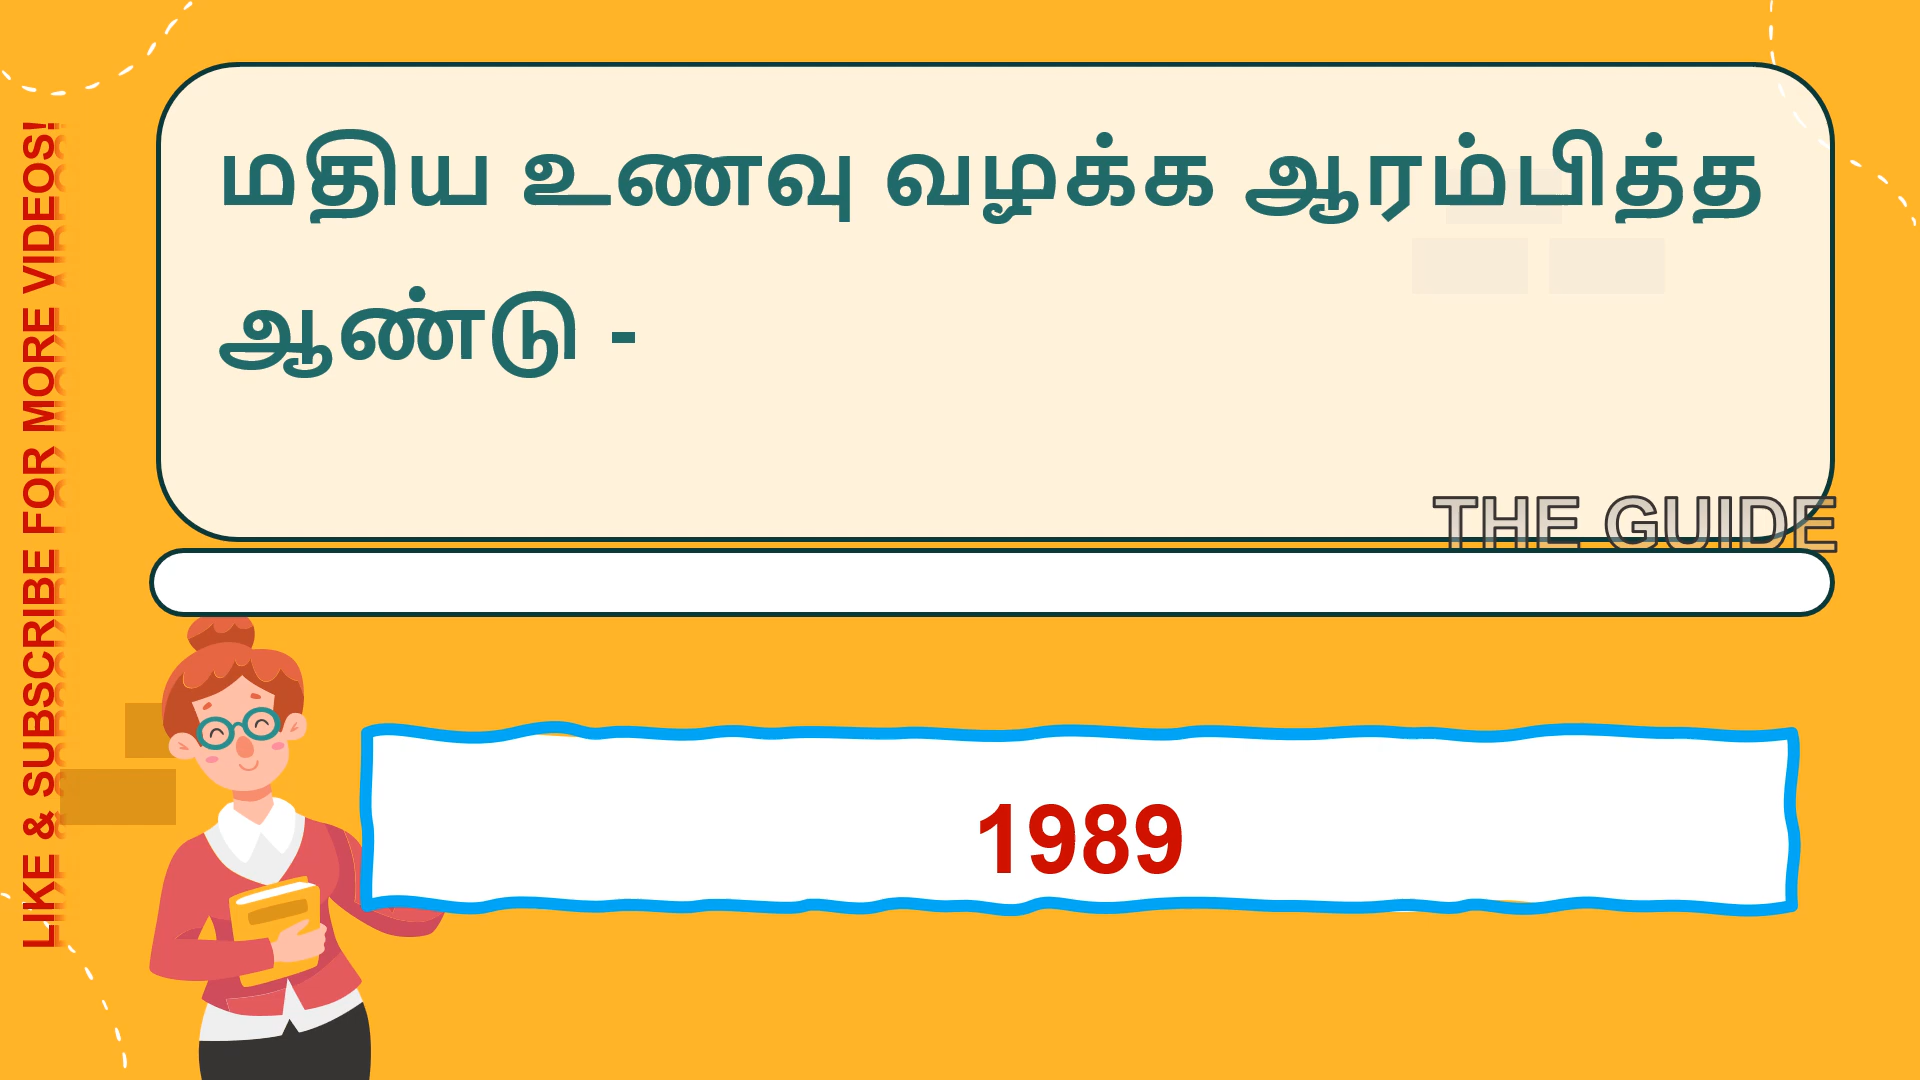 மதிய உணவு வழக்க ஆரம்பித்த
ஆண்டு -
THE GUIDE
1989
LIKE & SUBSCRIBE FOR MORE VIDEOS!